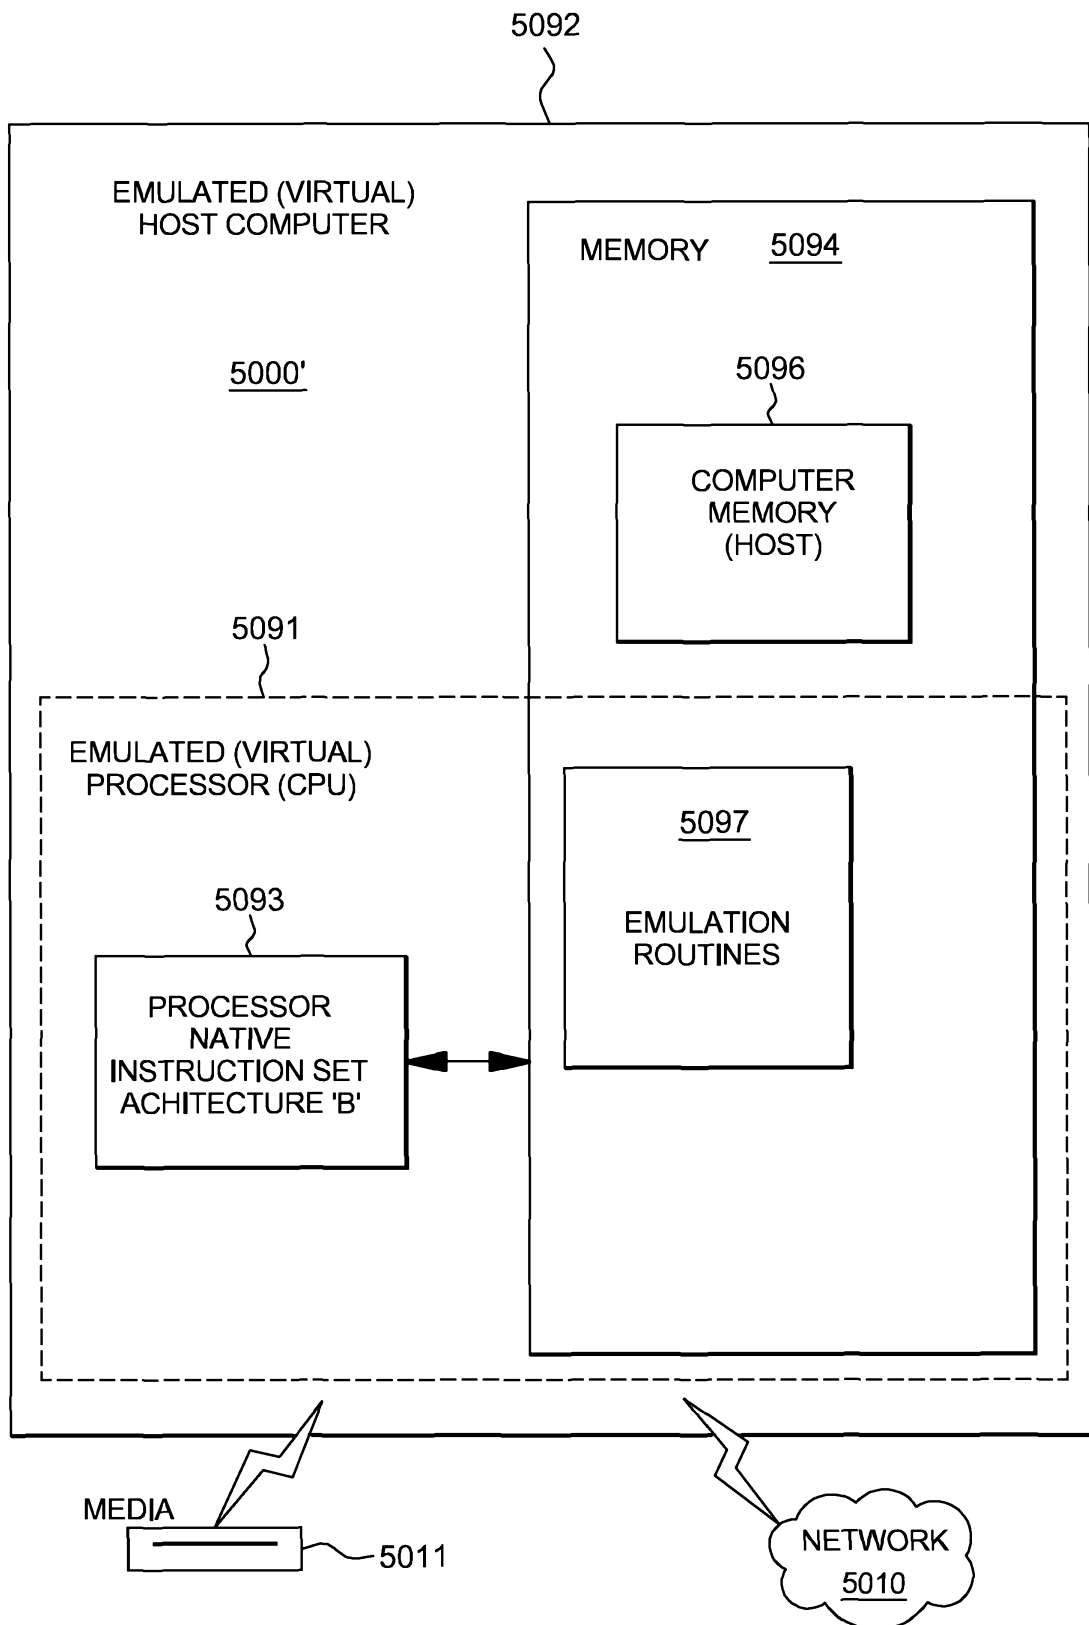 5092
EMULATED (VIRTUAL)
HOST COMPUTER
5000'
MEMORY 5094
5096
COMPUTER
MEMORY
(HOST)
5091
EMULATED (VIRTUAL)
PROCESSOR (CPU)
5097
EMULATION
ROUTINES
5093
PROCESSOR
NATIVE
INSTRUCTION SET
ACHITECTURE 'B'
MEDIA
5011
NETWORK
5010